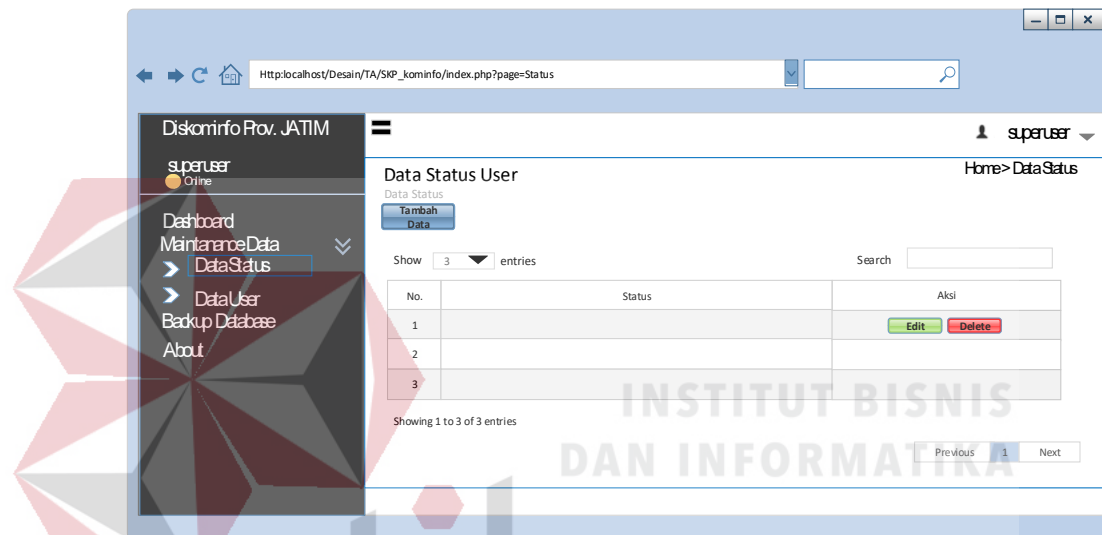 Http:localhost/Desain/TA/SKP_kominfo/index.php?page=Status
Diskominfo Prov. JATIM
superuser
superuser
Online
Home > Data Status
Data Status User
Data Status
Tambah
Data
Dashboard
Maintanance Data
Data Status
Data User
Backup Database
About
Show 3 entries
Search
No. Status Aksi
1 Edit Delete
2
3
Showing 1 to 3 of 3 entries
Previous 1 Next
INSTITUT BISNIS
DAN INFORMATIKA